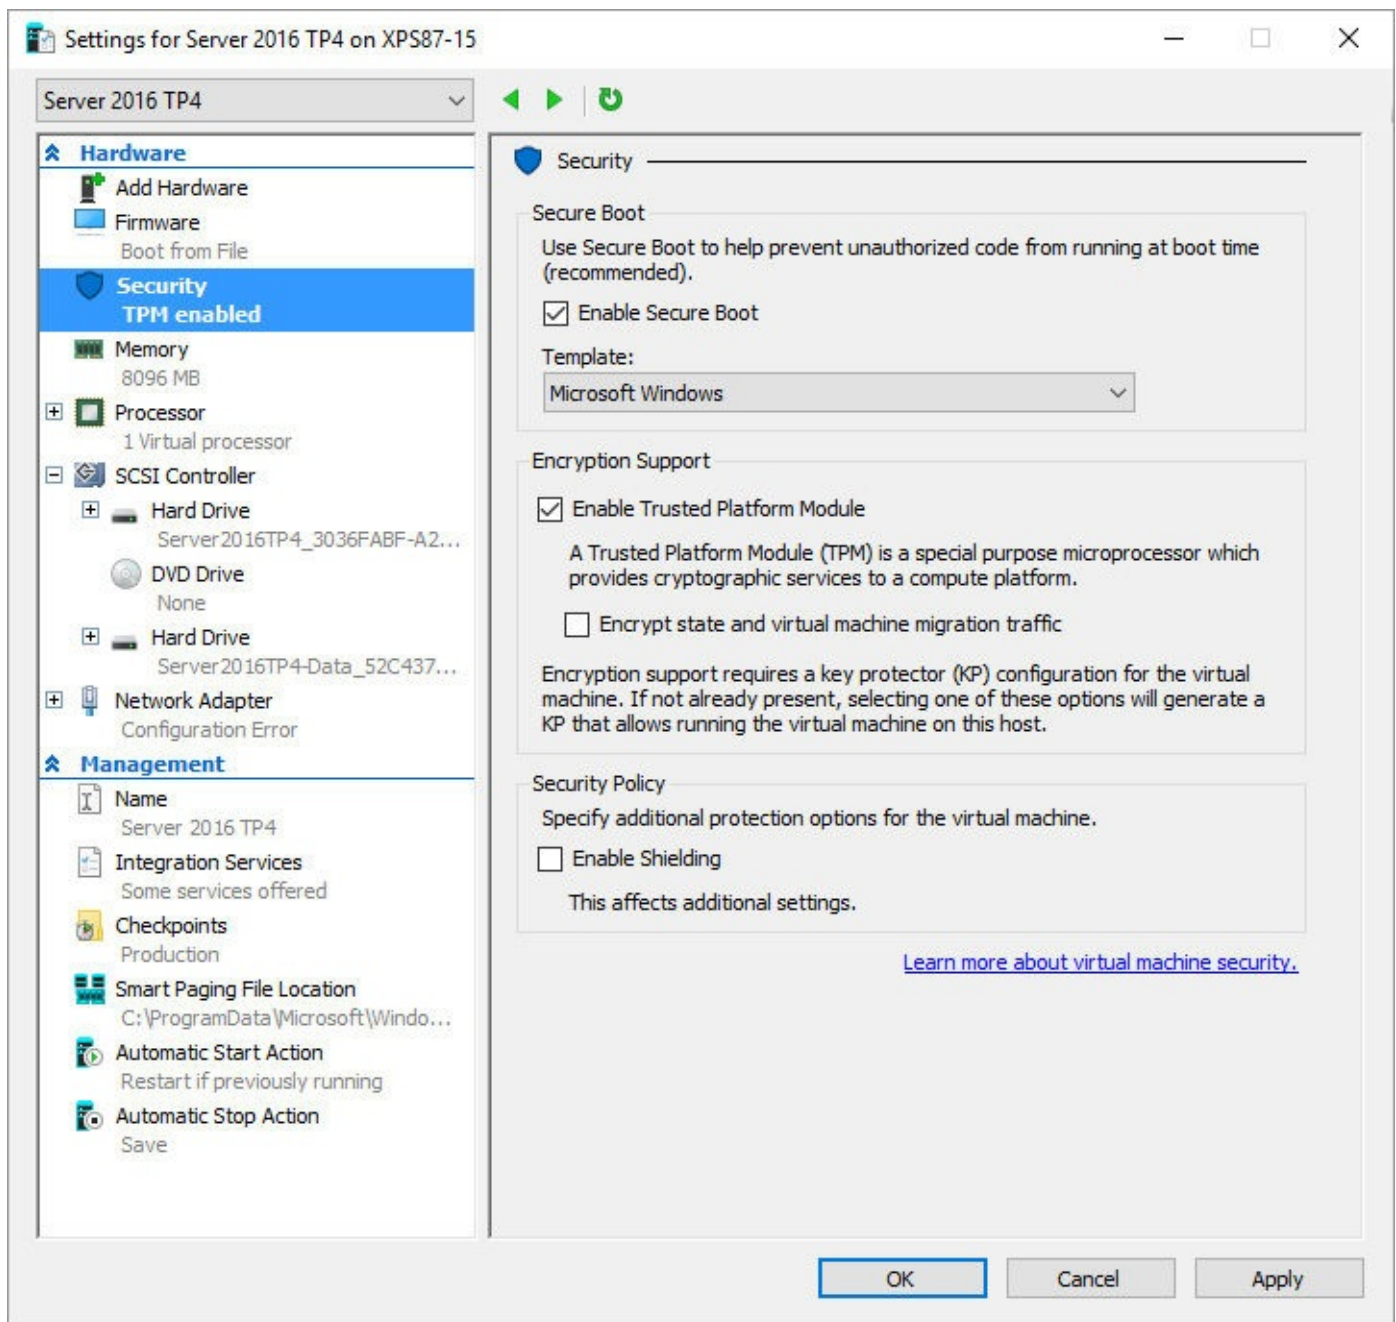 Settings for Server 2016 TP4 on XPS87-15
Server 2016 TP4
Hardware
Add Hardware
Firmware
Boot from File
Security
TPM enabled
Memory
8096 MB
Processor
1 Virtual processor
SCSI Controller
Hard Drive
Server2016TP4_3036FABF-A2...
DVD Drive
None
Hard Drive
Server2016TP4-Data_52C437...
Network Adapter
Configuration Error
Management
Name
Server 2016 TP4
Integration Services
Some services offered
Checkpoints
Production
Smart Paging File Location
C:\ProgramData\Microsoft\Windo...
Automatic Start Action
Restart if previously running
Automatic Stop Action
Save
Security
Secure Boot
Use Secure Boot to help prevent unauthorized code from running at boot time
(recommended).
Enable Secure Boot
Template:
Microsoft Windows
Encryption Support
Enable Trusted Platform Module
A Trusted Platform Module (TPM) is a special purpose microprocessor which
provides cryptographic services to a compute platform.
Encrypt state and virtual machine migration traffic
Encryption support requires a key protector (KP) configuration for the virtual
machine. If not already present, selecting one of these options will generate a
KP that allows running the virtual machine on this host.
Security Policy
Specify additional protection options for the virtual machine.
Enable Shielding
This affects additional settings.
Learn more about virtual machine security.
OK
Cancel
Apply